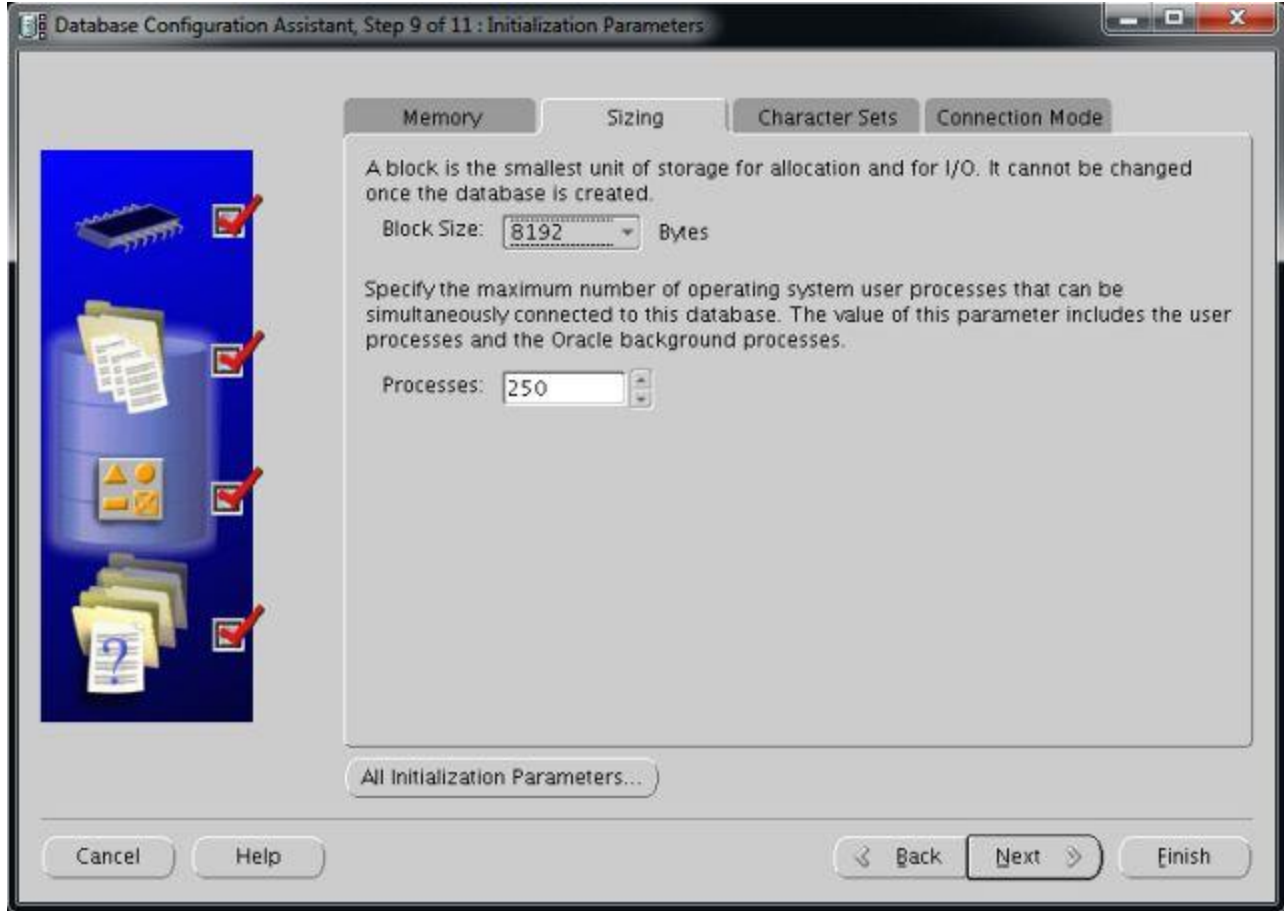 Database Configuration Assistant, Step 9 of 11 : Initialization Parameters
Memory Sizing Character Sets Connection Mode
A block is the smallest unit of storage for allocation and for I/O. It cannot be changed
once the database is created.
Block Size: 8192 Bytes
Specify the maximum number of operating system user processes that can be
simultaneously connected to this database. The value of this parameter includes the user
processes and the Oracle background processes.
Processes: 250
?
All Initialization Parameters...
Cancel Help Back Next Finish